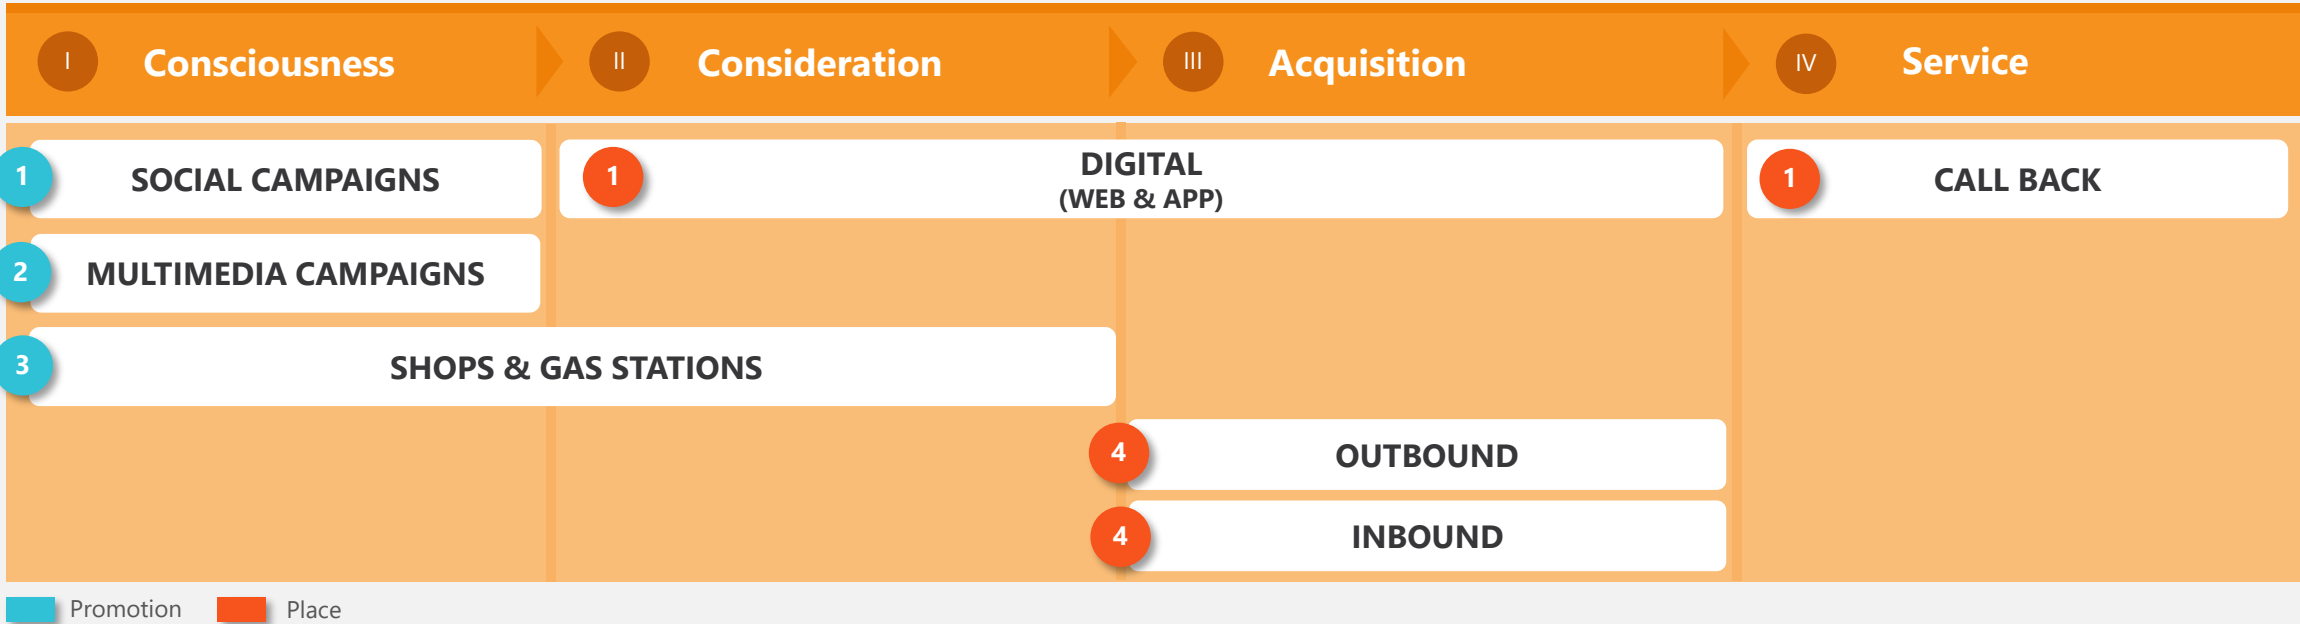 I Consciousness II Consideration III Acquisition IV Service
1 SOCIAL CAMPAIGNS 1 DIGITAL
(WEB & APP) 1 CALL BACK
2 MULTIMEDIA CAMPAIGNS
3 SHOPS & GAS STATIONS
4 OUTBOUND
4 INBOUND
Promotion Place